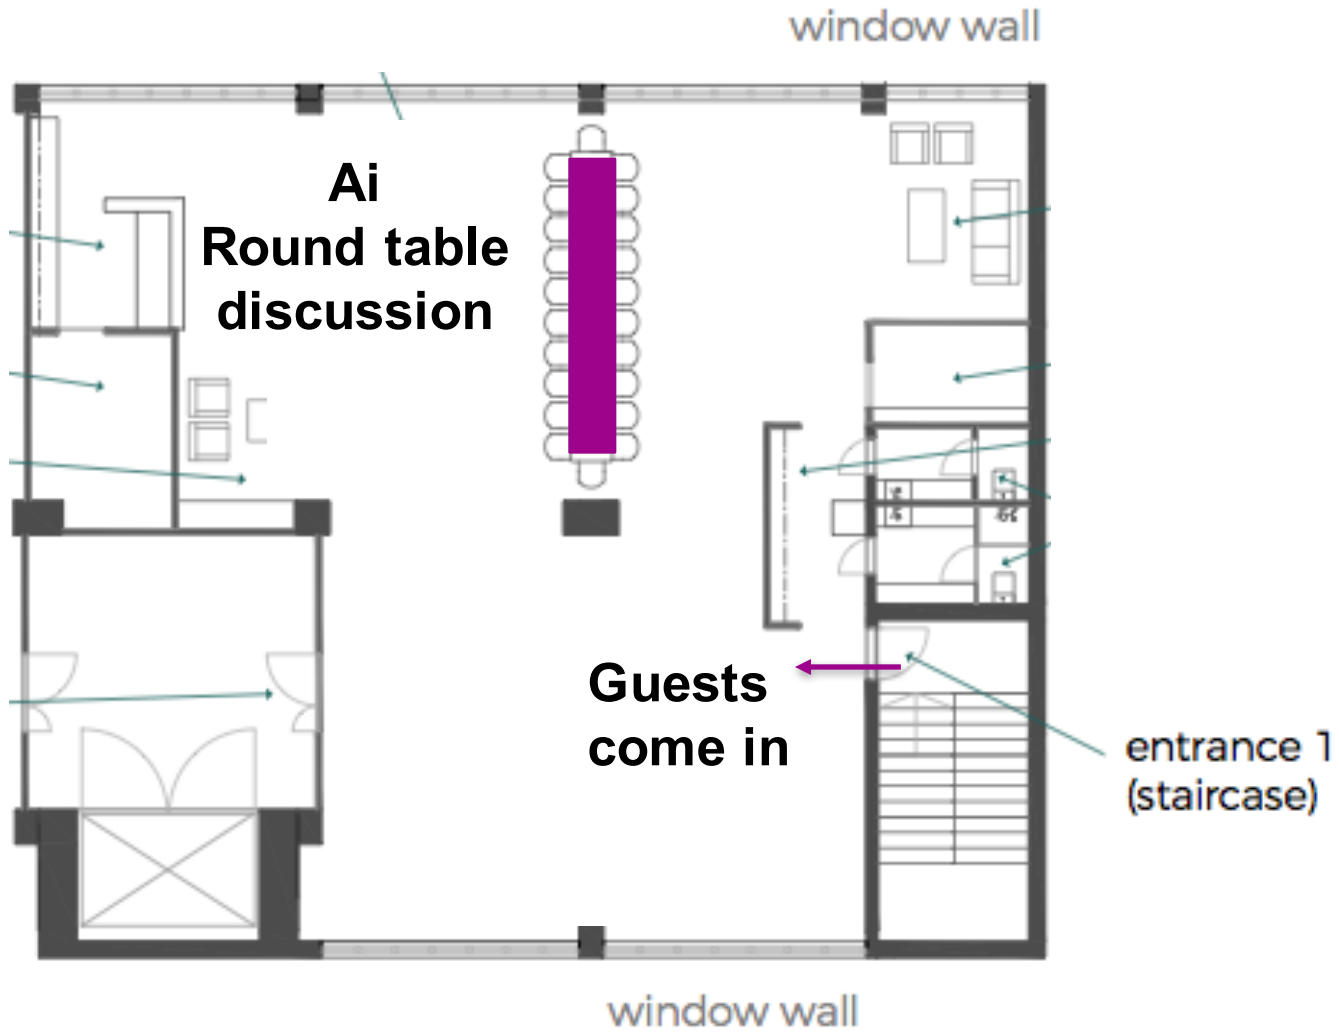 window wall
Ai
Round table
discussion
Guests
come in
entrance 1
(staircase)
window wall